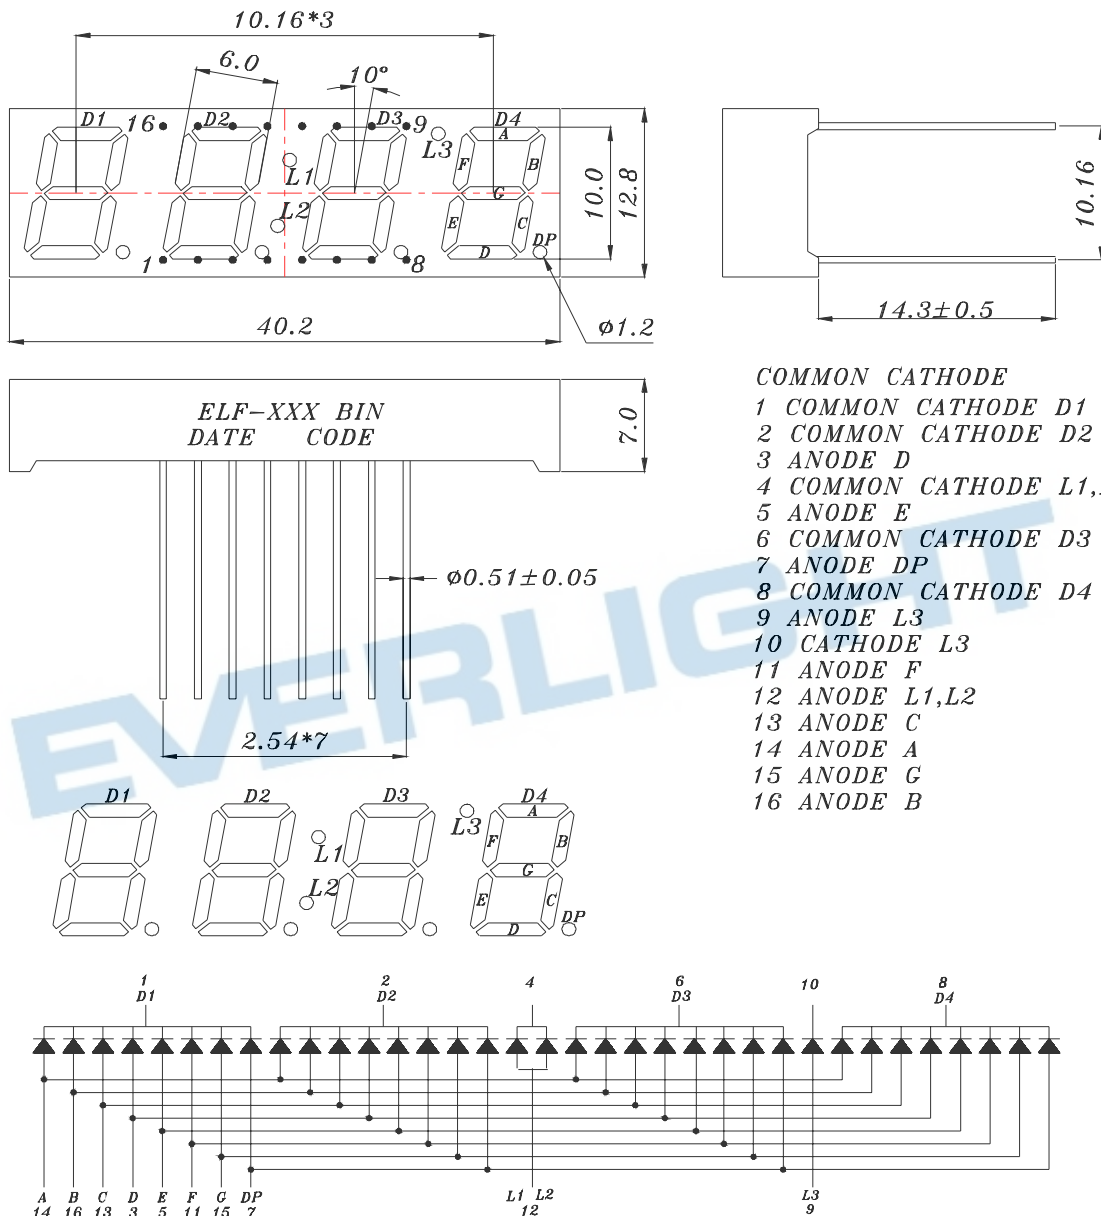 10.16*3
6.0
10°
D1
16
D2
D3
9
D4
L3
A
F
B
L1
G
L2
E
C
D
DP
1
8
10.0
12.8
10.16
40.2
ø1.2
14.3±0.5
ELF-XXX BIN
DATE CODE
7.0
ø0.51±0.05
2.54*7
COMMON CATHODE
1 COMMON CATHODE D1
2 COMMON CATHODE D2
3 ANODE D
4 COMMON CATHODE L1,
5 ANODE E
6 COMMON CATHODE D3
7 ANODE DP
8 COMMON CATHODE D4
9 ANODE L3
10 CATHODE L3
11 ANODE F
12 ANODE L1,L2
13 ANODE C
14 ANODE A
15 ANODE G
16 ANODE B
EVERLIGHT
D1
D2
D3
D4
L3
A
L1
F
B
G
L2
E
C
D
DP
1 2 4 6 10 8
D1 D2 D3 D4
A B C D E F G DP L1 L2 L3
14 16 13 3 5 11 15 7 12 9